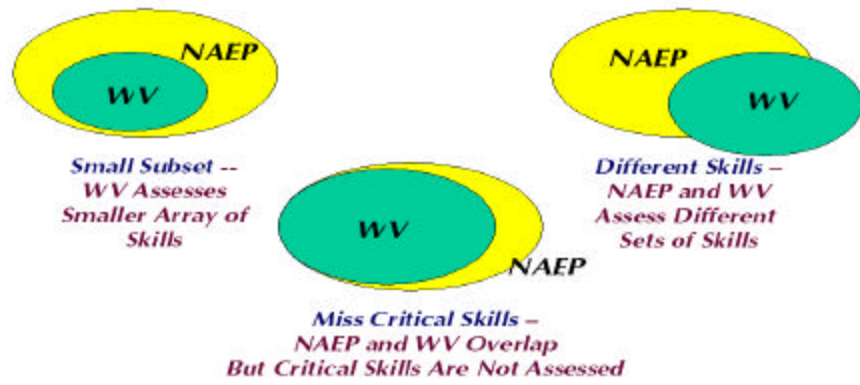 NAEP
WV
Small Subset --
WV Assesses
Smaller Array of
Skills
NAEP
WV
Different Skills –
NAEP and WV
Assess Different
Sets of Skills
WV
NAEP
Miss Critical Skills –
NAEP and WV Overlap
But Critical Skills Are Not Assessed